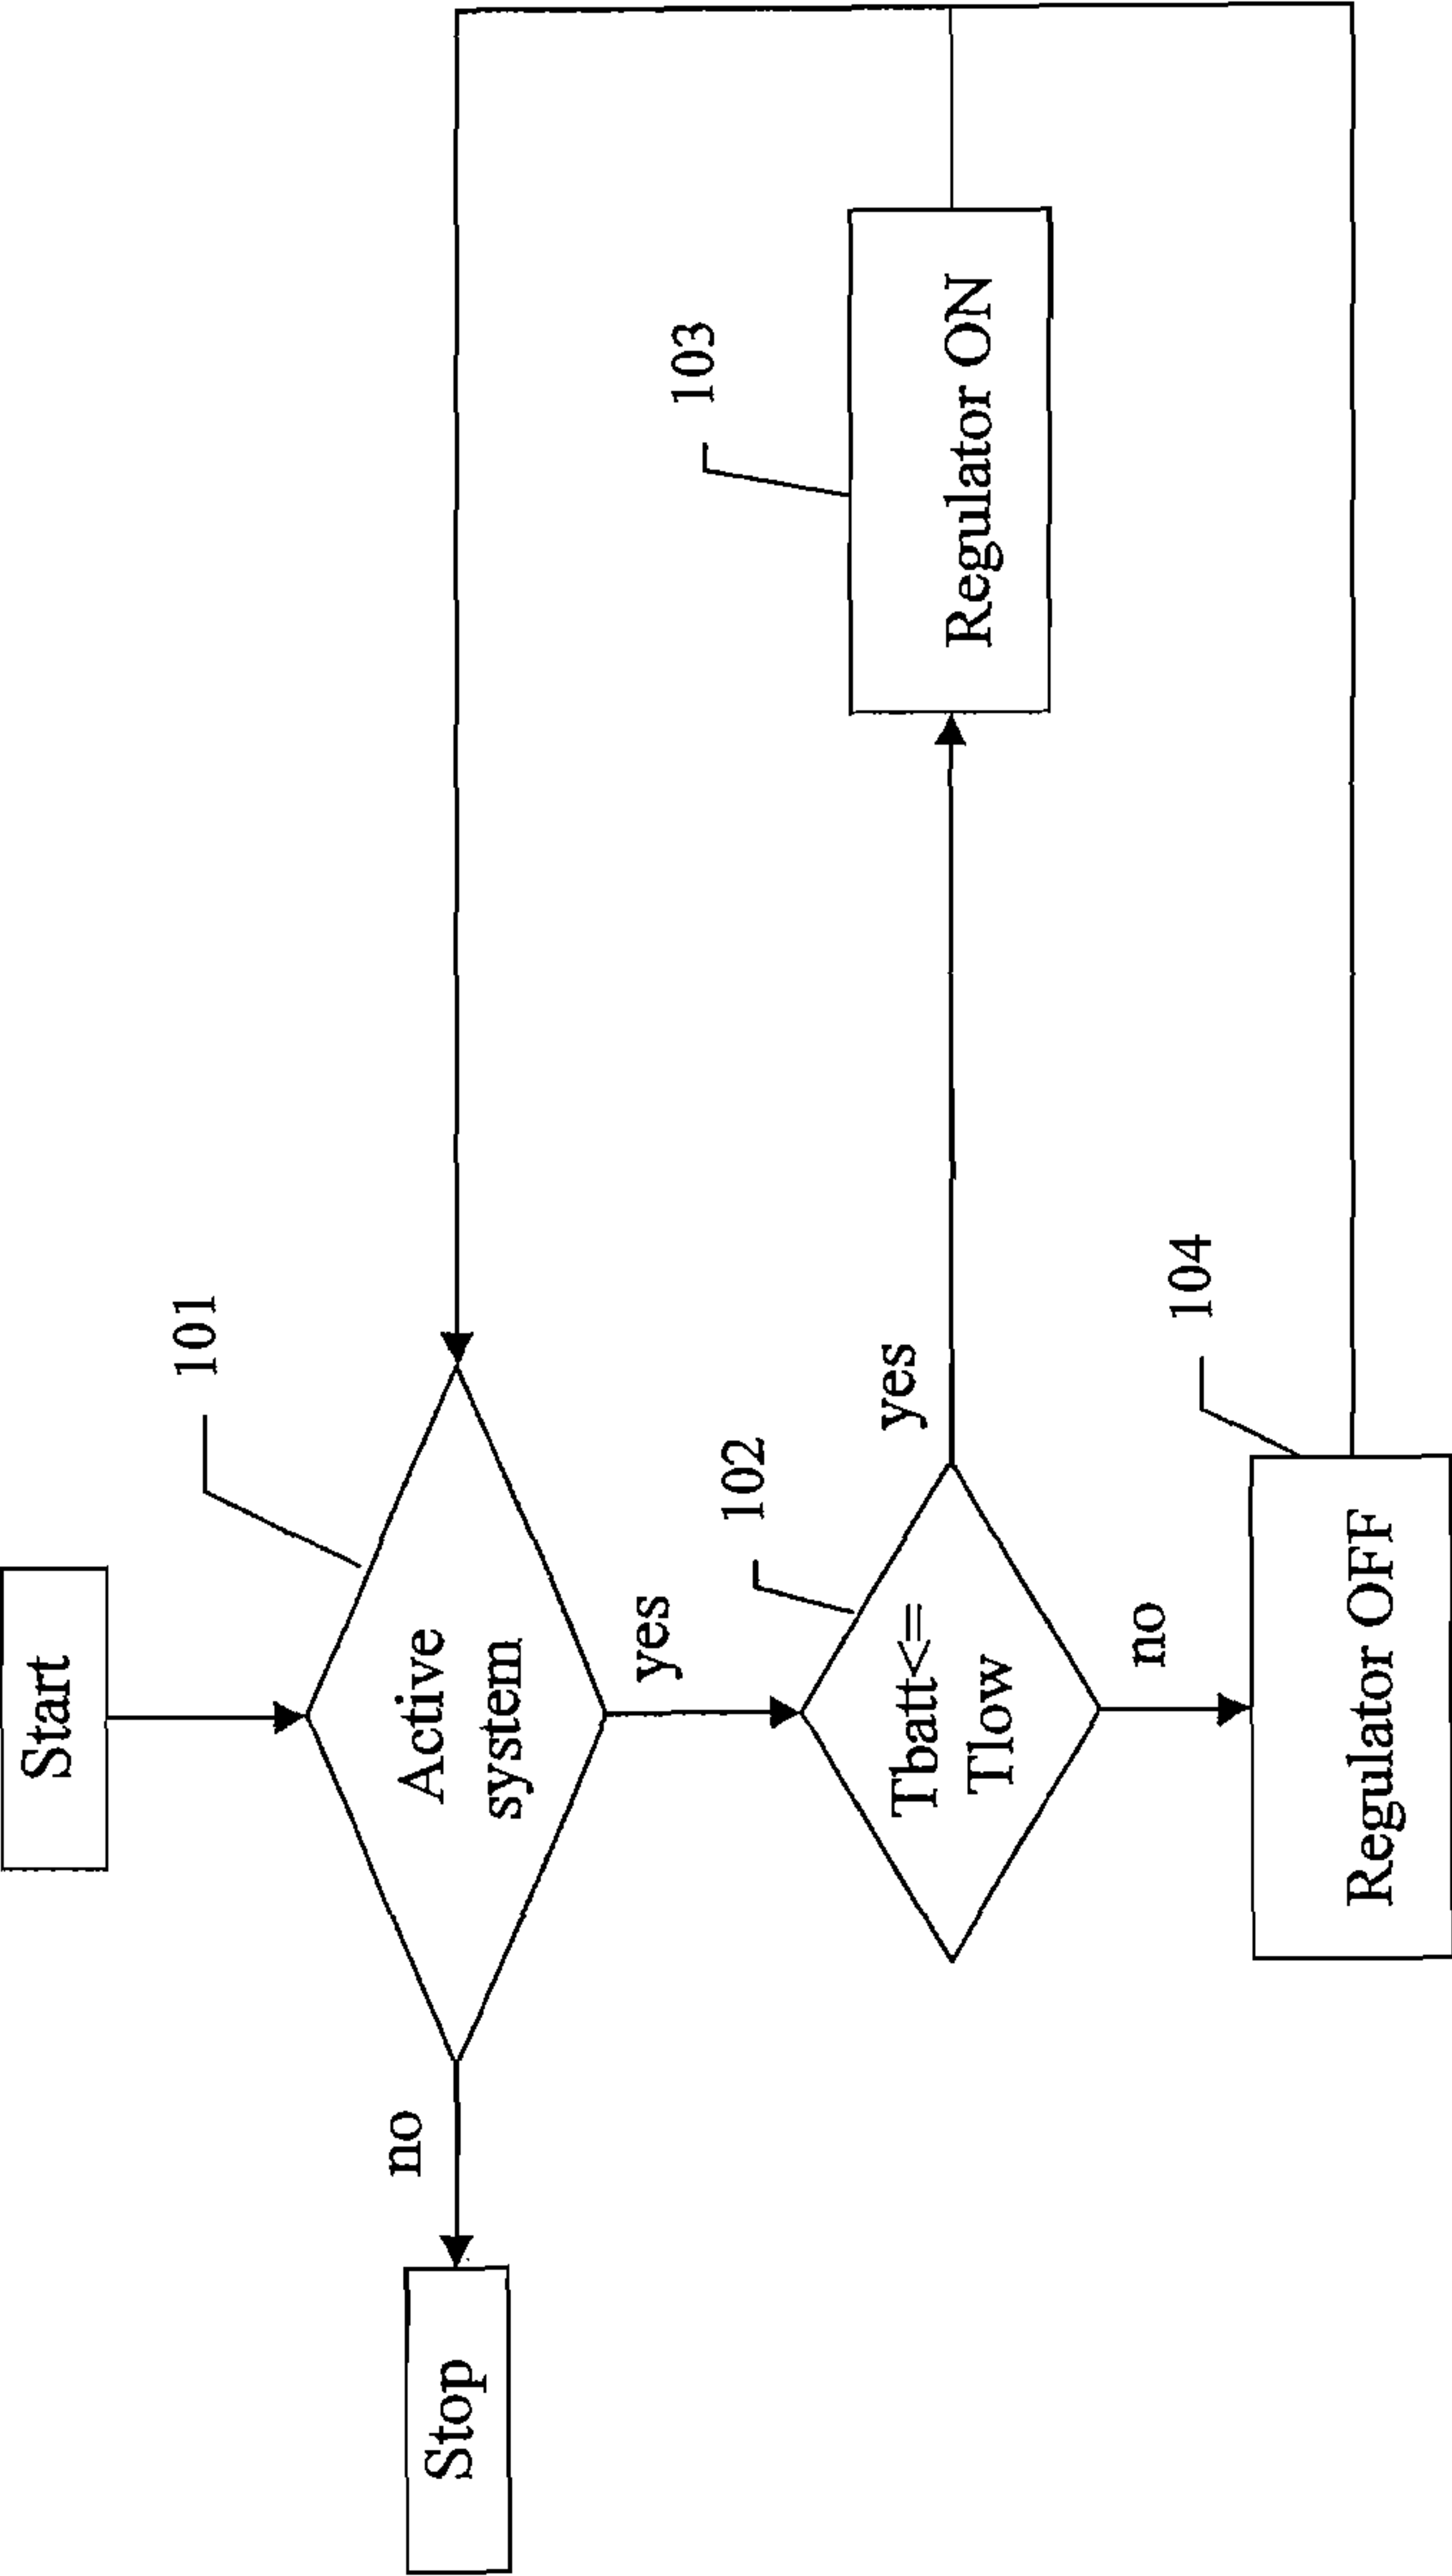 Start
101
Active
system
no
Stop
yes
102
Tbatt<=
Tlow
yes
103
Regulator ON
no
104
Regulator OFF